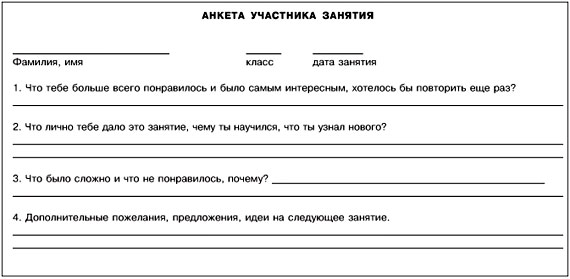 АНКЕТА УЧАСТНИКА ЗАНЯТИЯ
Фамилия, имя класс дата занятия
1. Что тебе больше всего понравилось и было самым интересным, хотелось бы повторить еще раз?
2. Что лично тебе дало это занятие, чему ты научился, что ты узнал нового?
3. Что было сложно и что не понравилось, почему?
4. Дополнительные пожелания, предложения, идеи на следующее занятие.